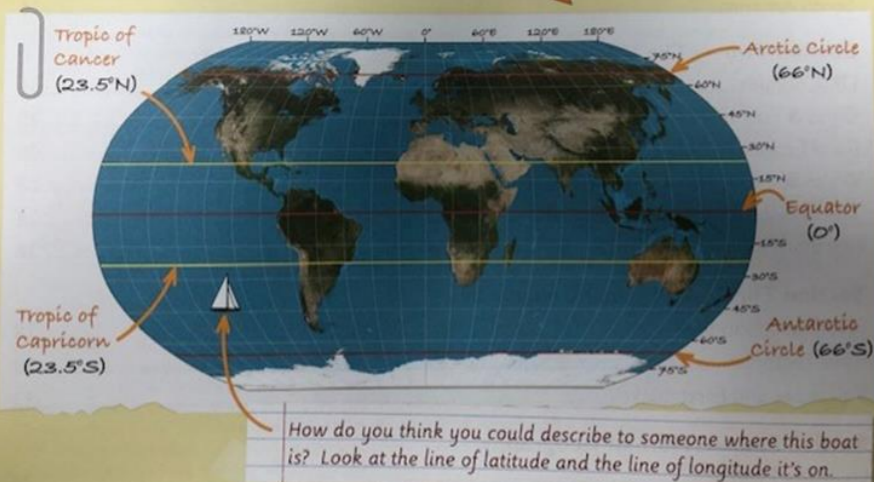 Tropic of
Cancer
(23.5°N)
180°W 120°W 60°W 0° 60°E 120°E 180°E
75°N
Arctic Circle
(66°N)
60°N
45°N
30°N
15°N
Equator
(0°)
15°S
30°S
45°S
Tropic of
Capricorn
(23.5°S)
60°S
Antarctic
Circle (66°S)
75°S
How do you think you could describe to someone where this boat
is? Look at the line of latitude and the line of longitude it's on.